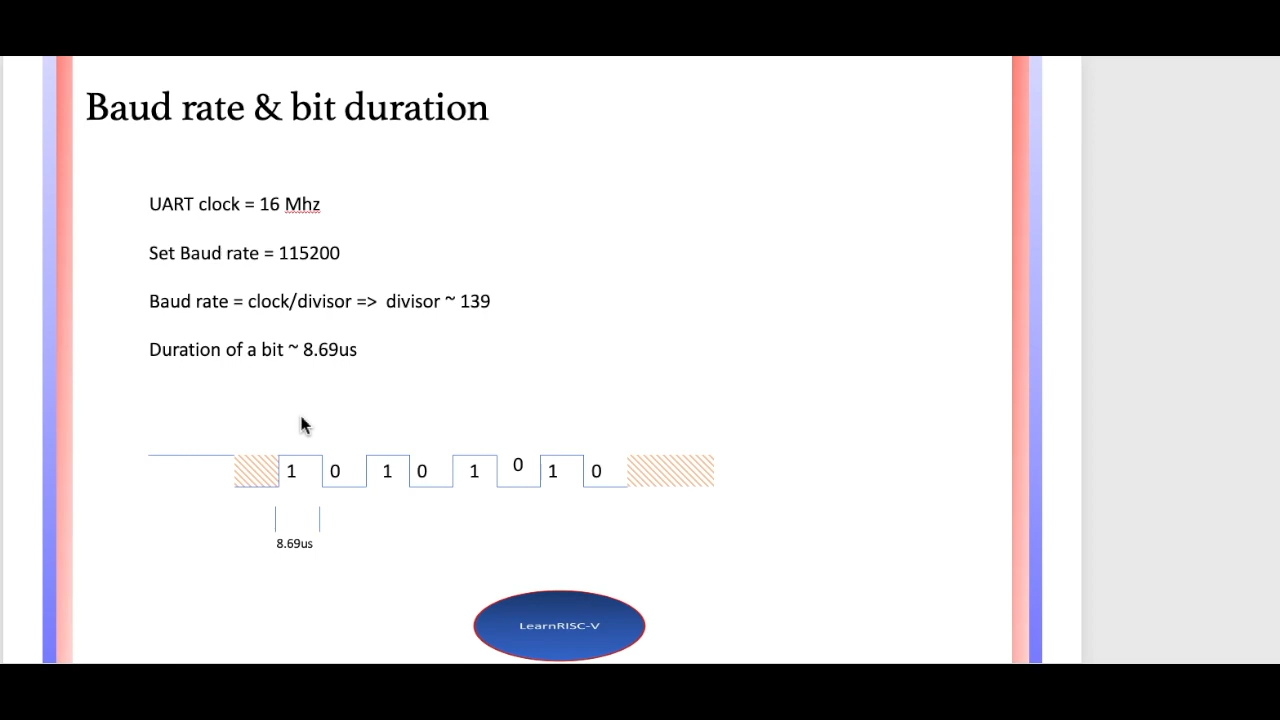 Baud rate & bit duration
UART clock = 16 Mhz
Set Baud rate = 115200
Baud rate = clock/divisor => divisor ~ 139
Duration of a bit ~ 8.69us
1 0 1 0 1 0 1 0
8.69us
LearnRISC-V